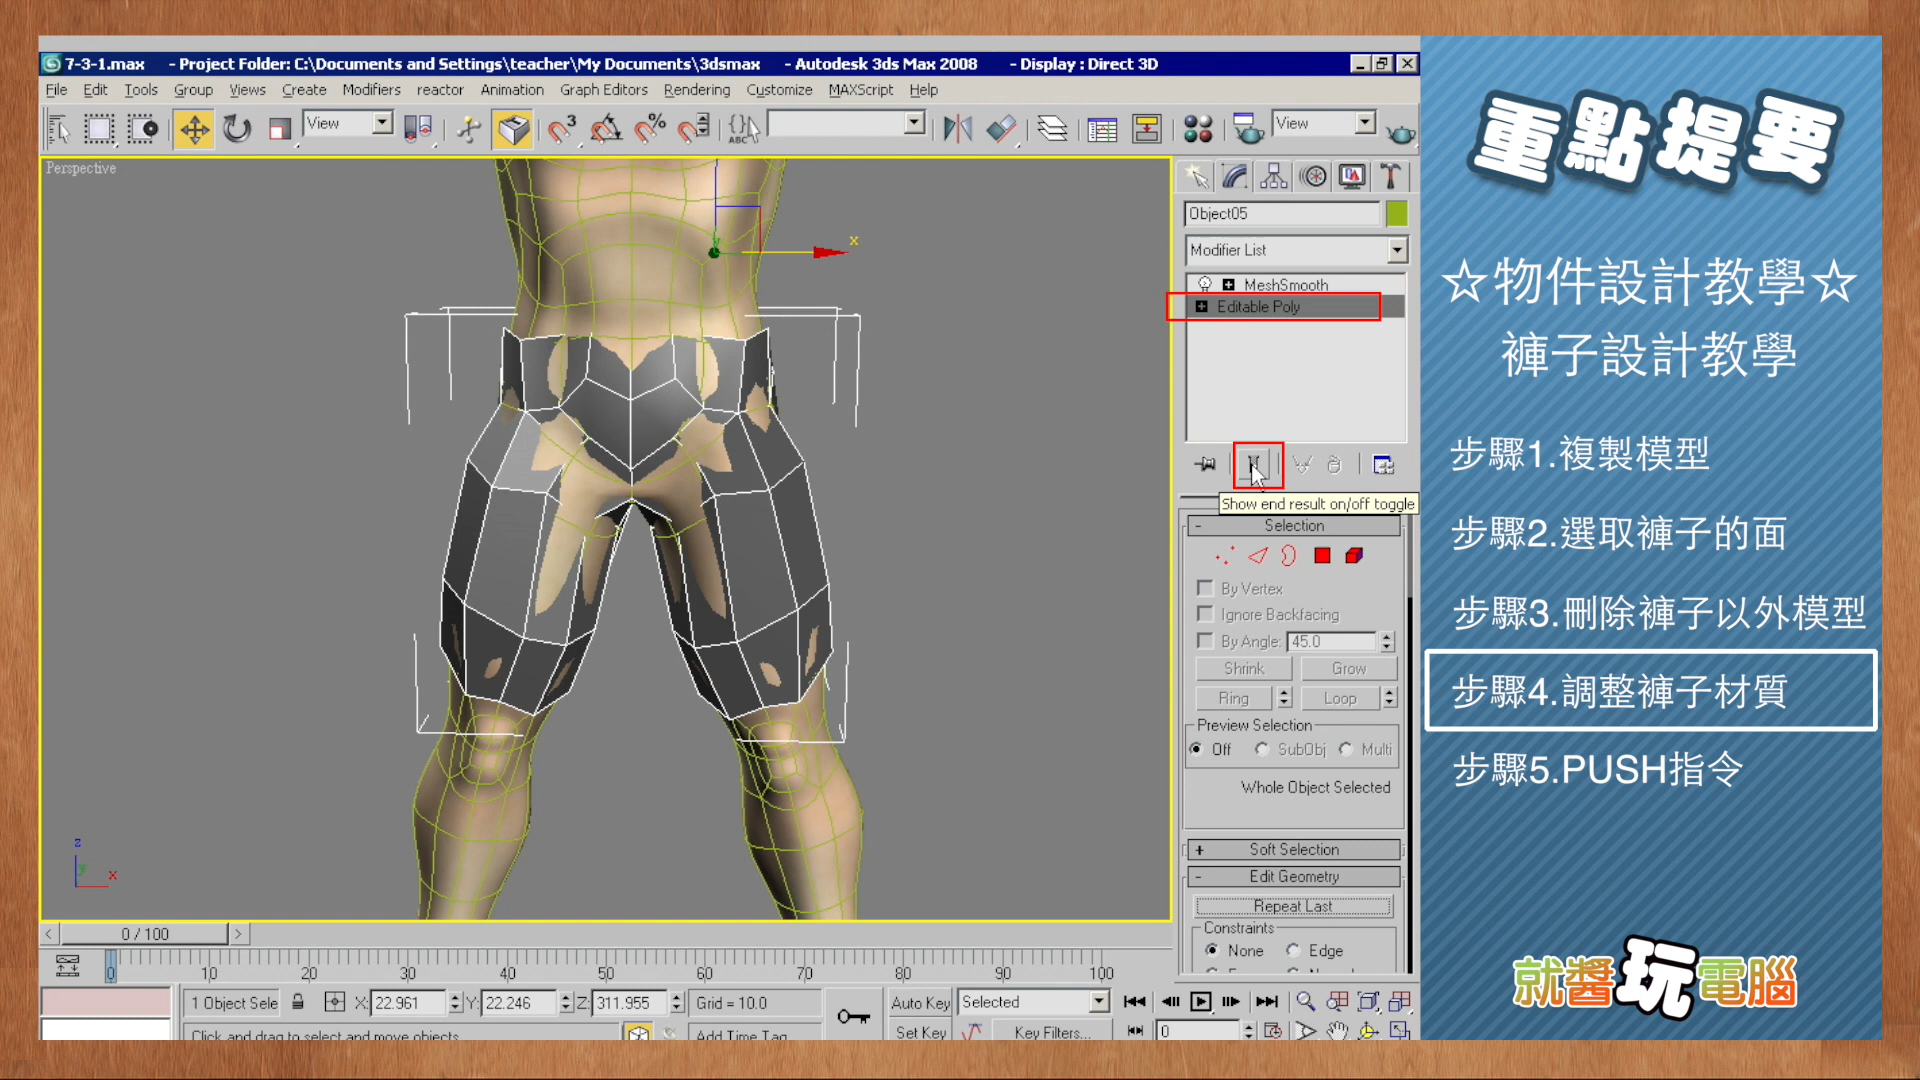 7-3-1.max - Project Folder: C:\Documents and Settings\teacher\My Documents\3dsmax - Autodesk 3ds Max 2008 - Display : Direct 3D
File Edit Tools Group Views Create Modifiers reactor Animation Graph Editors Rendering Customize MAXScript Help
View
3
%
ABC
View
Perspective
x
Object05
Modifier List
MeshSmooth
Editable Poly
Show end result on/off toggle
- Selection
By Vertex
Ignore Backfacing
By Angle: 45.0
Shrink Grow
Ring Loop
Preview Selection
Off SubObj Multi
Whole Object Selected
+ Soft Selection
- Edit Geometry
Repeat Last
Constraints
None Edge
z
y
x
< 0 / 100 >
0 10 20 30 40 50 60 70 80 90 100
1 Object Sele X: 22.961 Y: 22.246 Z: 311.955 Grid = 10.0 Auto Key Selected
Click and drag to select and move objects Add Time Tag Set Key Key Filters... 0
重點提要
☆物件設計教學☆
褲子設計教學
步驟1.複製模型
步驟2.選取褲子的面
步驟3.刪除褲子以外模型
步驟4.調整褲子材質
步驟5.PUSH指令
就醬玩電腦